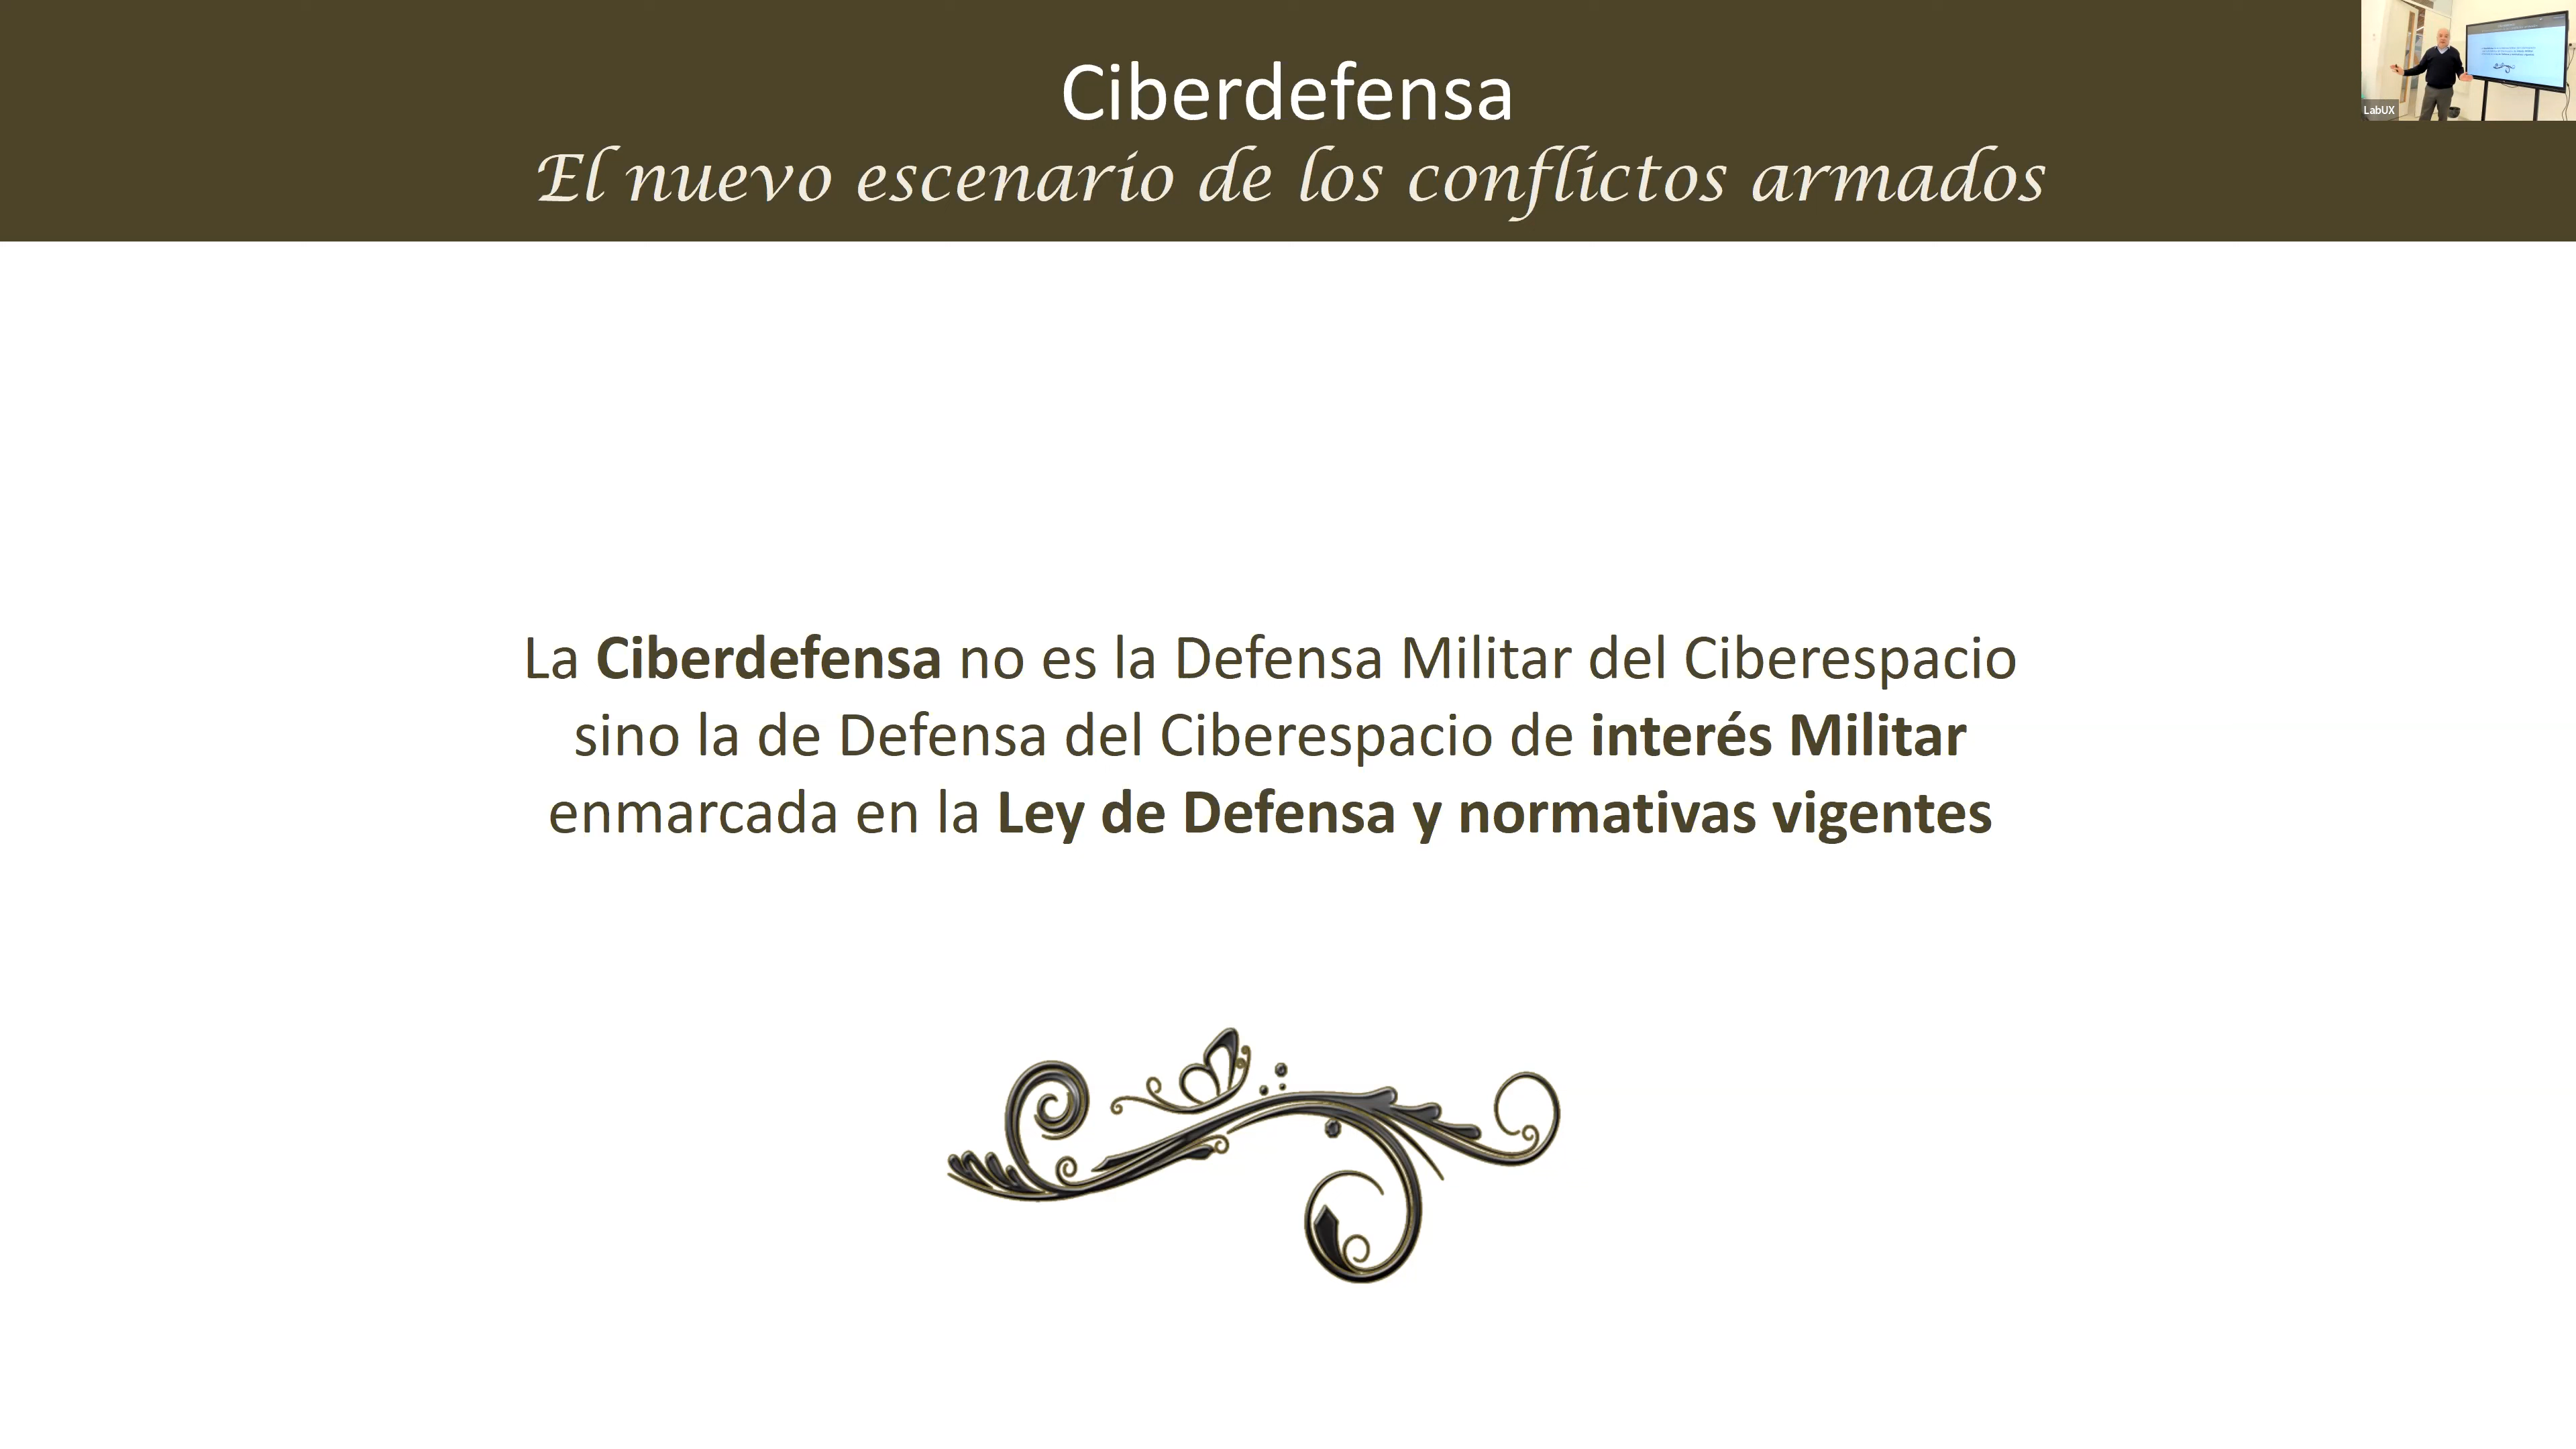 Ciberdefensa
El nuevo escenario de los conflictos armados
LabUX
La Ciberdefensa no es la Defensa Militar del Ciberespacio
sino la de Defensa del Ciberespacio de interés Militar
enmarcada en la Ley de Defensa y normativas vigentes